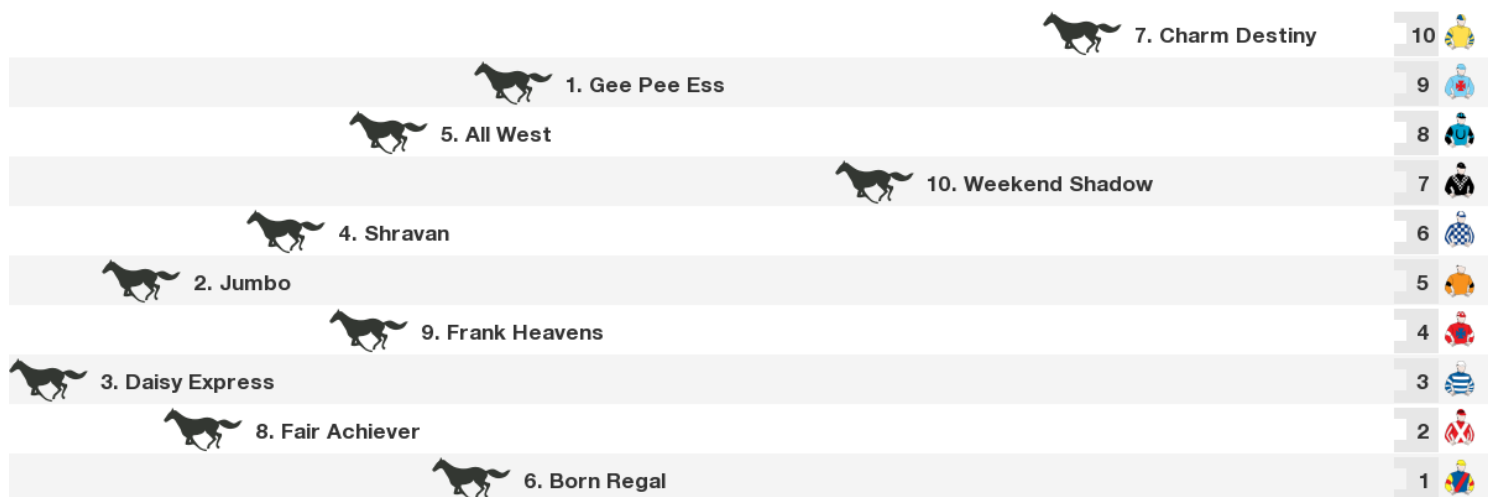 7. Charm Destiny 10
1. Gee Pee Ess 9
5. All West 8
10. Weekend Shadow 7
4. Shravan 6
2. Jumbo 5
9. Frank Heavens 4
3. Daisy Express 3
8. Fair Achiever 2
6. Born Regal 1